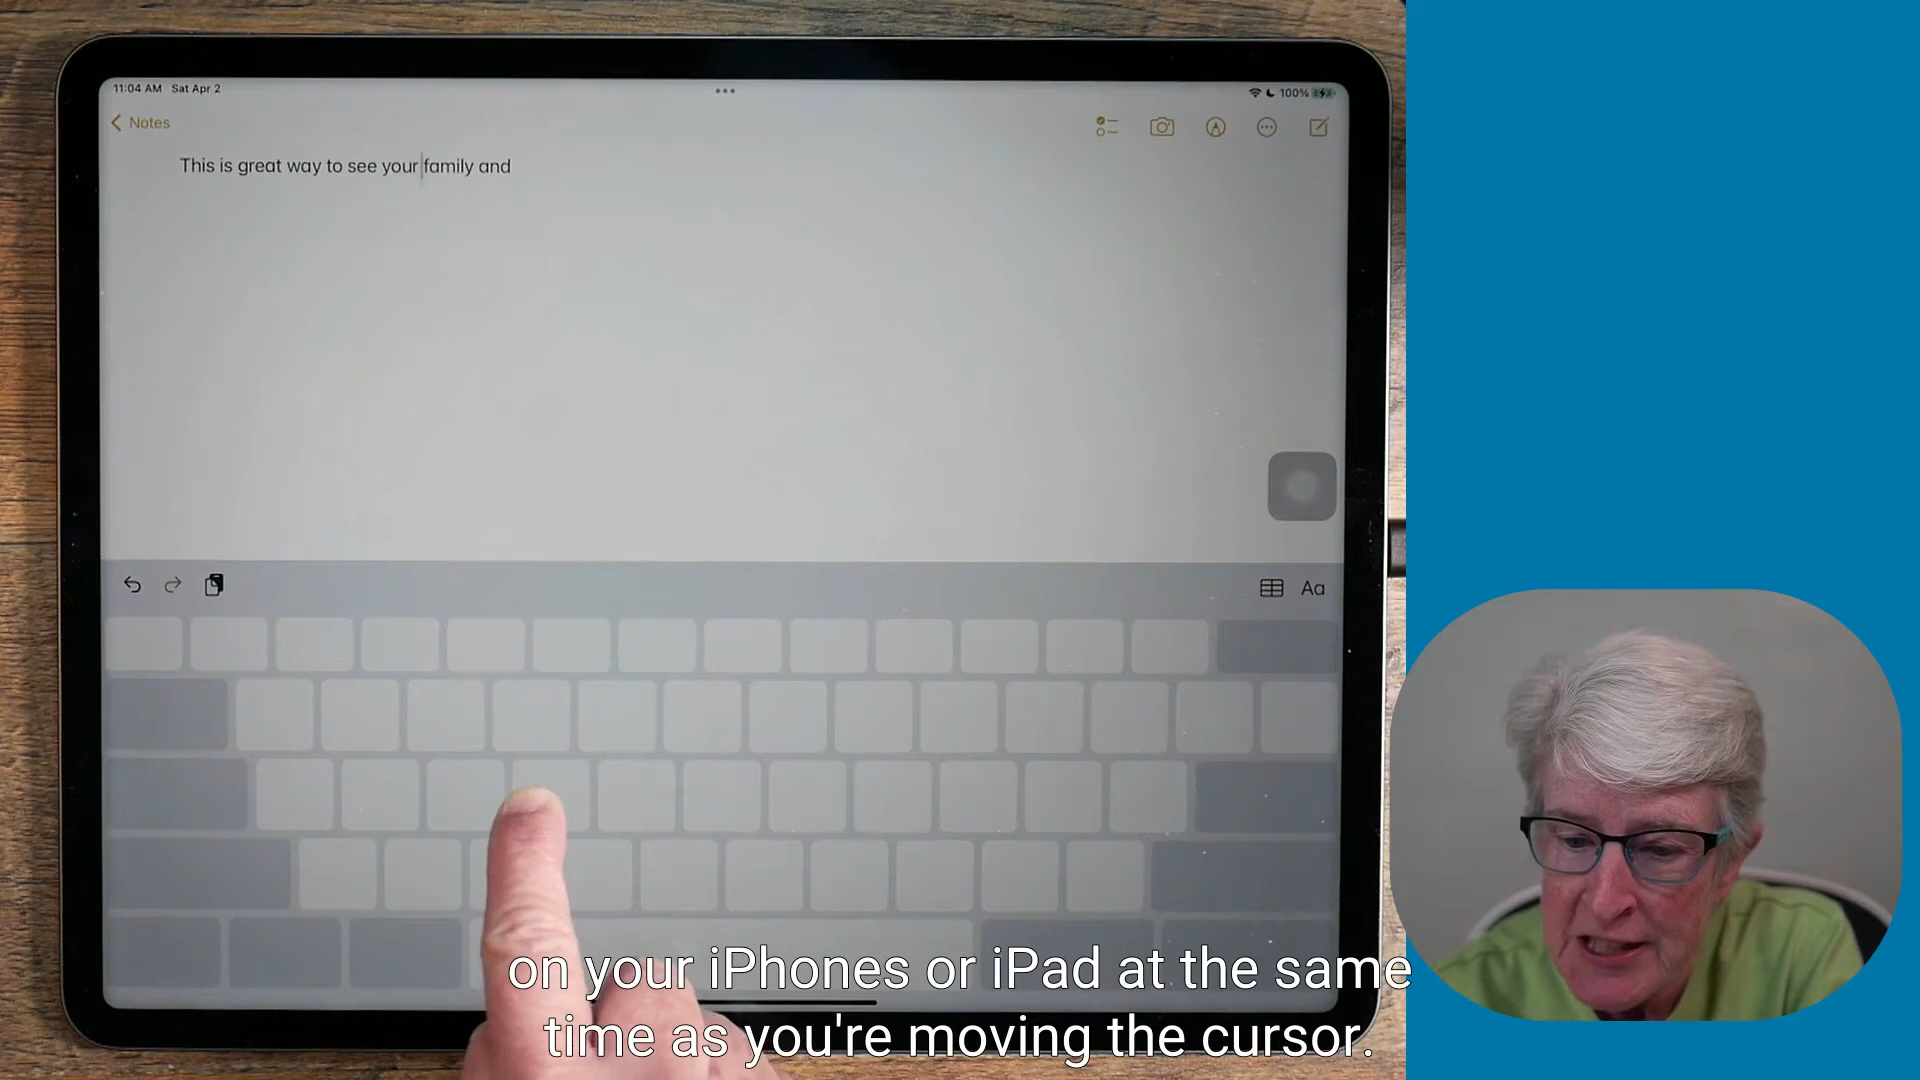 11:04 AM Sat Apr 2
100%
Notes
This is great way to see your family and
Aa
on your iPhones or iPad at the same
time as you're moving the cursor.